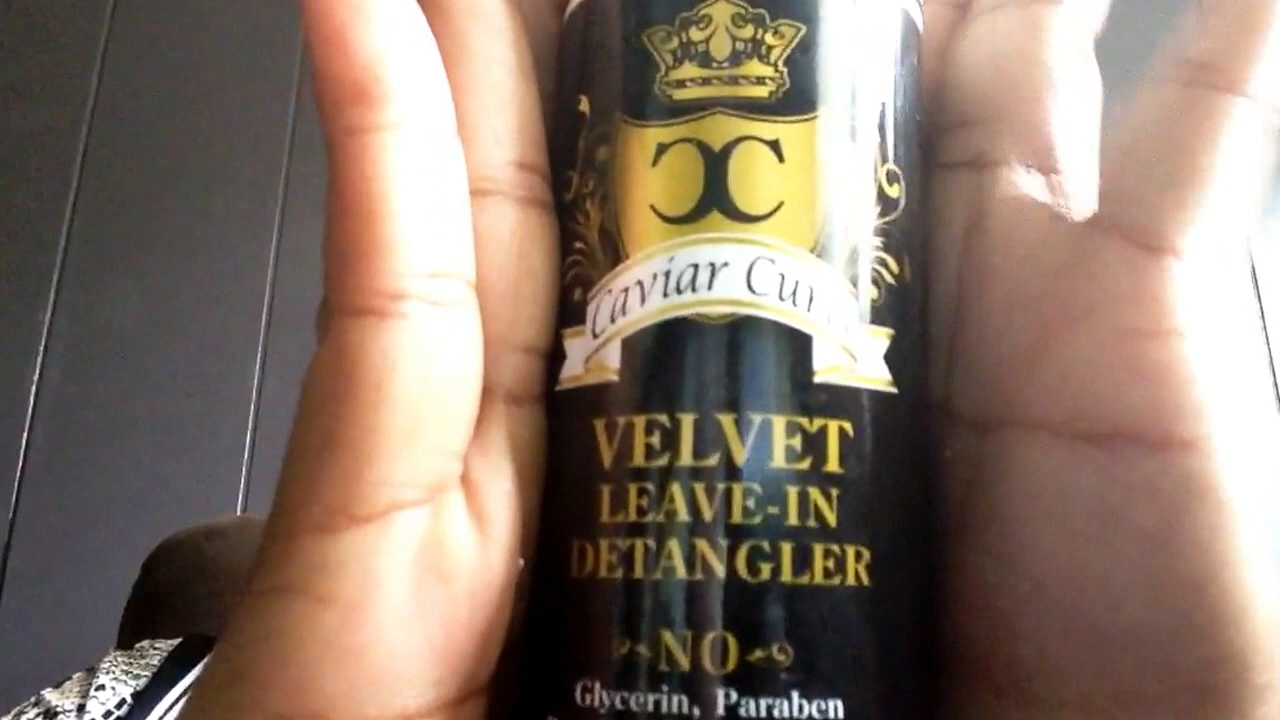 Caviar Cur
VELVET
LEAVE-IN
DETANGLER
NO
Glycerin, Paraben